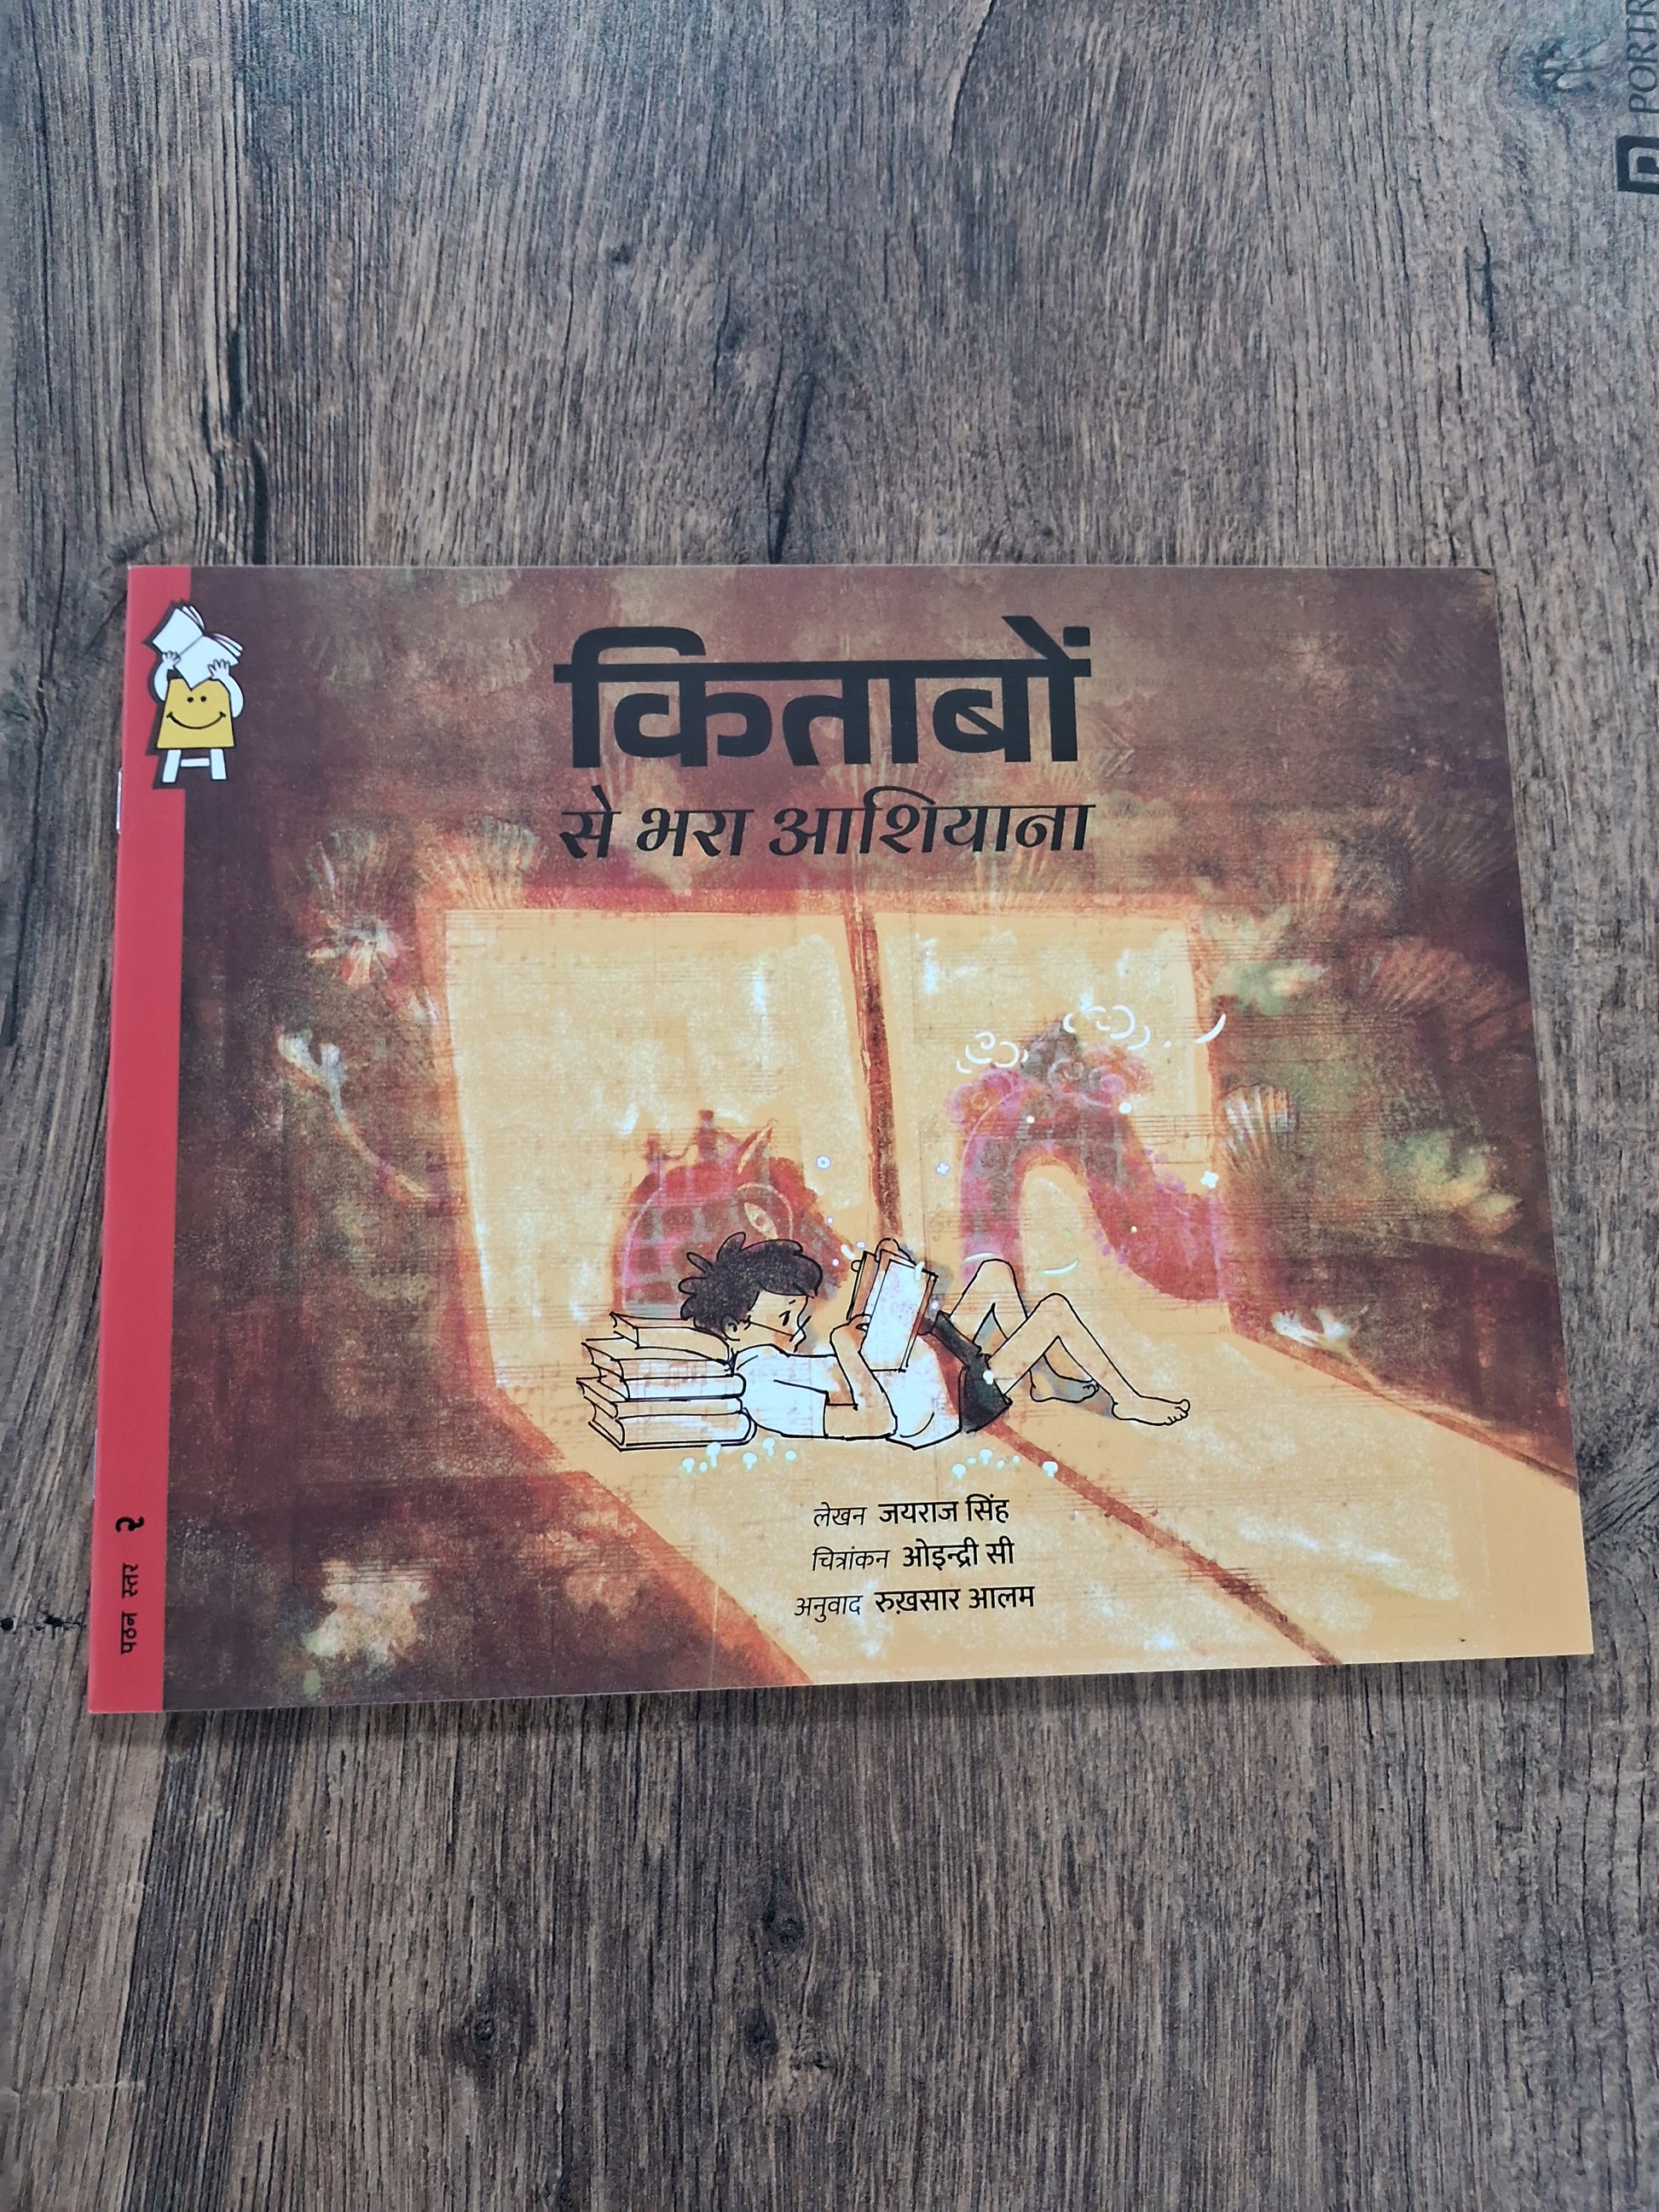 किताबों
से भरा आशियाना
लेखन जयराज सिंह
चित्रांकन ओइन्द्री सी
अनुवाद रुख़सार आलम
पठन स्तर २